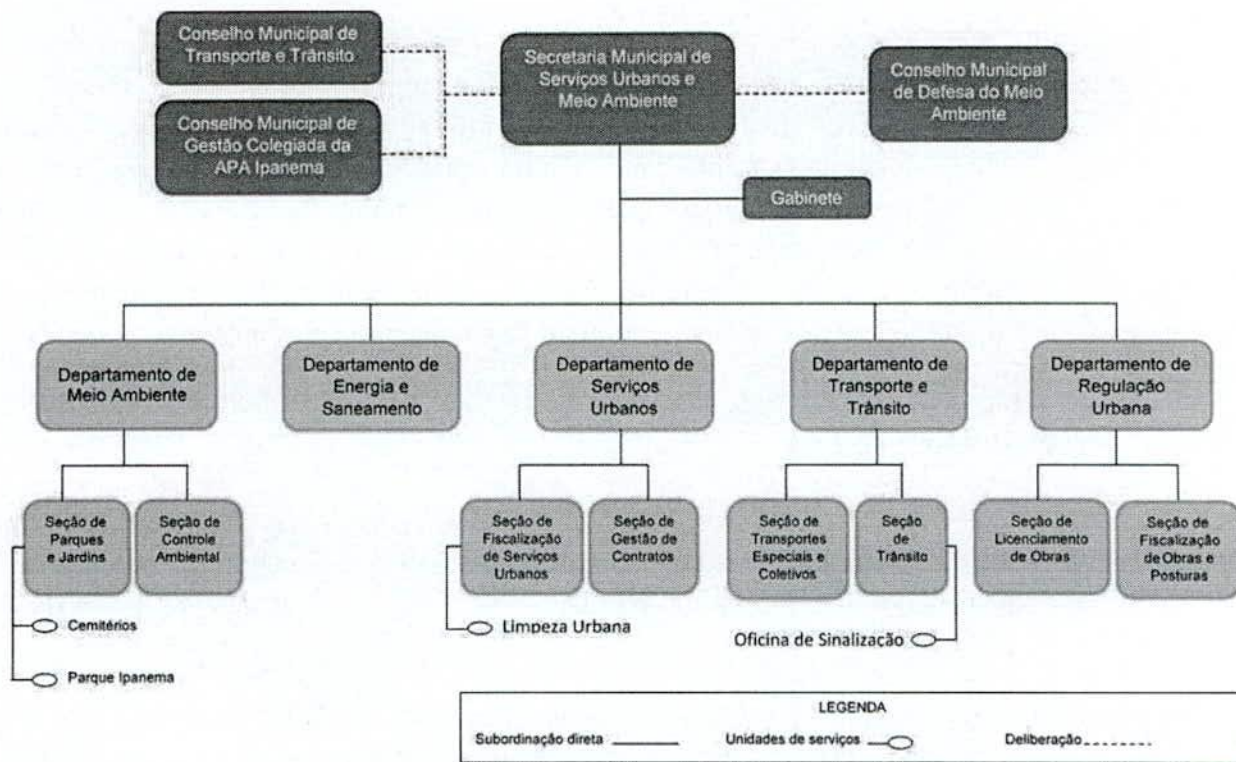 Conselho Municipal de
Transporte e Trânsito
Conselho Municipal de
Gestão Colegiada da
APA Ipanema
Secretaria Municipal de
Serviços Urbanos e
Meio Ambiente
Conselho Municipal
de Defesa do Meio
Ambiente
Gabinete
Departamento de
Meio Ambiente
Departamento de
Energia e
Saneamento
Departamento de
Serviços
Urbanos
Departamento de
Transporte e
Trânsito
Departamento de
Regulação
Urbana
Seção de
Parques
e Jardins
Seção de
Controle
Ambiental
Seção de
Fiscalização
de Serviços
Urbanos
Seção de
Gestão de
Contratos
Seção de
Transportes
Especiais e
Coletivos
Seção
de
Trânsito
Seção de
Licenciamento
de Obras
Seção de
Fiscalização
de Obras e
Posturas
Cemitérios
Parque Ipanema
Limpeza Urbana
Oficina de Sinalização
LEGENDA
Subordinação direta
Unidades de serviços
Deliberação